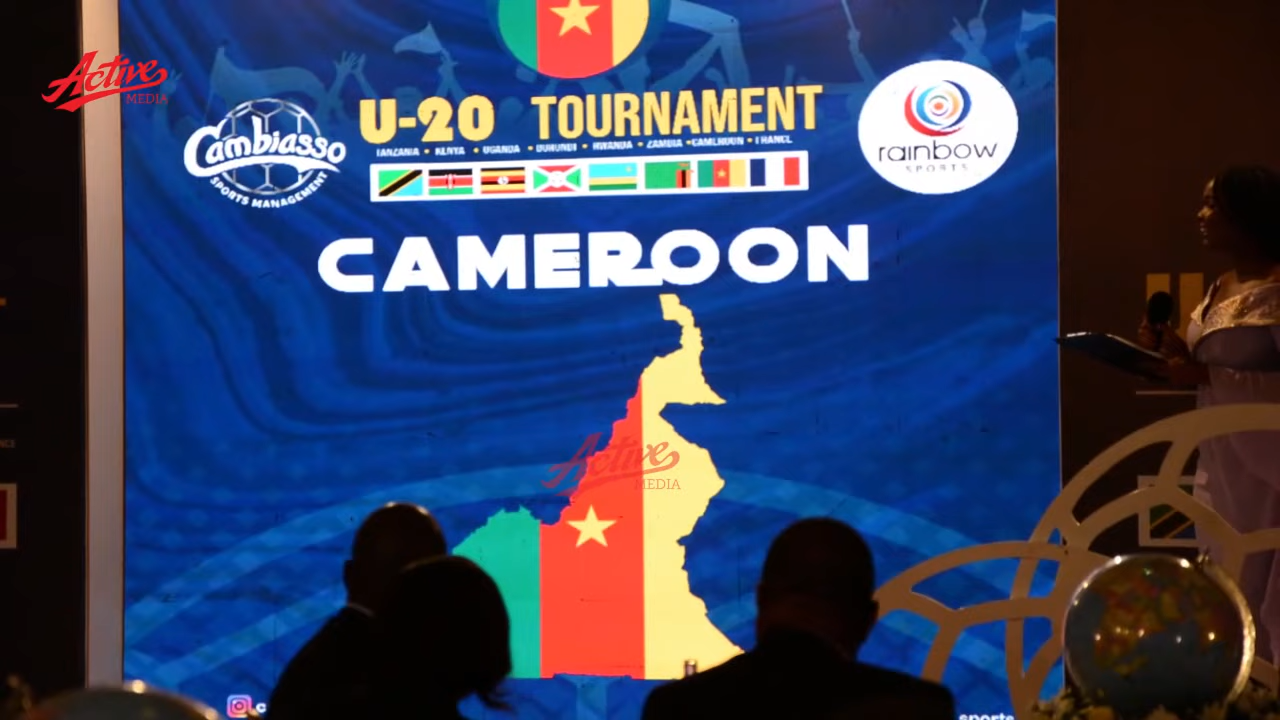 Active
MEDIA
U-20 TOURNAMENT
TANZANIA • KENYA • UGANDA • BURUNDI • RWANDA • ZAMBIA • CAMEROON • FRANCE
Cambiasso
SPORTS MANAGEMENT
rainbow
SPORTS
CAMEROON
Active
MEDIA
sports